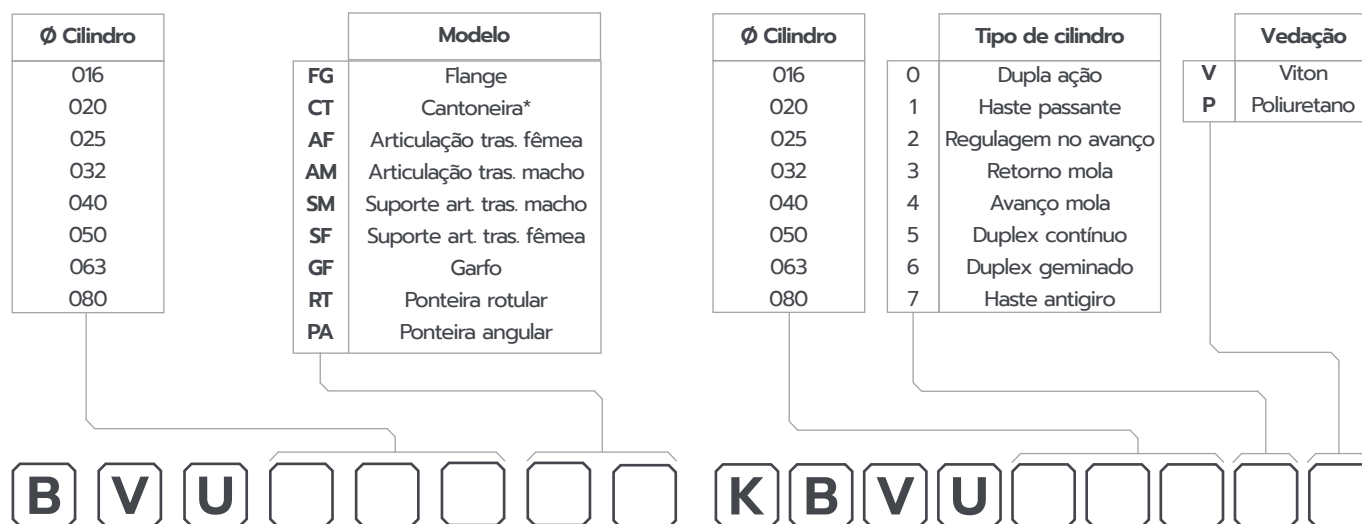 Ø Cilindro
016
020
025
032
040
050
063
080
Modelo
FG Flange
CT Cantoneira*
AF Articulação tras. fêmea
AM Articulação tras. macho
SM Suporte art. tras. macho
SF Suporte art. tras. fêmea
GF Garfo
RT Ponteira rotular
PA Ponteira angular
B V U
Ø Cilindro
016
020
025
032
040
050
063
080
Tipo de cilindro
0 Dupla ação
1 Haste passante
2 Regulagem no avanço
3 Retorno mola
4 Avanço mola
5 Duplex contínuo
6 Duplex geminado
7 Haste antigiro
Vedação
V Viton
P Poliuretano
K B V U